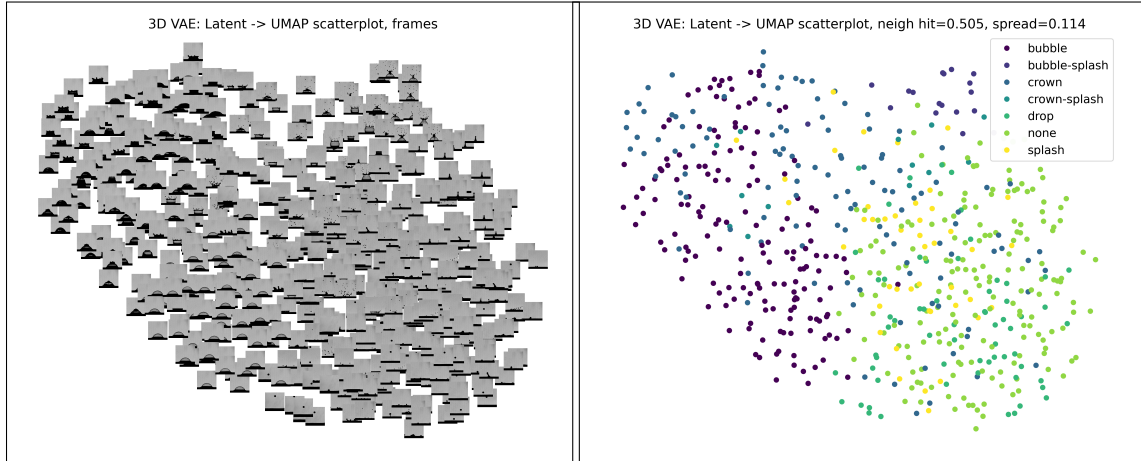 3D VAE: Latent -> UMAP scatterplot, frames
3D VAE: Latent -> UMAP scatterplot, neigh hit=0.505, spread=0.114
bubble
bubble-splash
crown
crown-splash
drop
none
splash